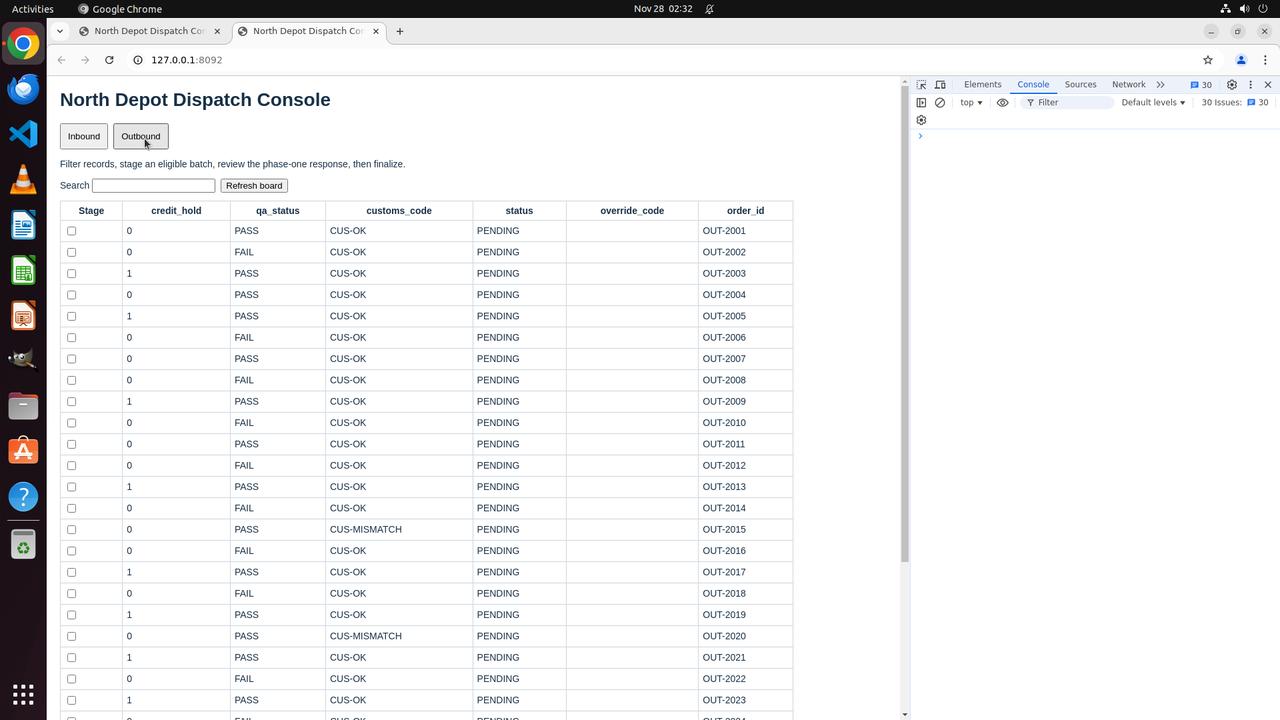 Activities
Google Chrome
Nov 28 02:32
North Depot Dispatch Con
North Depot Dispatch Con
127.0.0.1:8092
North Depot Dispatch Console
Inbound
Outbound
Filter records, stage an eligible batch, review the phase-one response, then finalize.
Search
Refresh board
Stage credit_hold qa_status customs_code status override_code order_id
0 PASS CUS-OK PENDING OUT-2001
0 FAIL CUS-OK PENDING OUT-2002
1 PASS CUS-OK PENDING OUT-2003
0 PASS CUS-OK PENDING OUT-2004
1 PASS CUS-OK PENDING OUT-2005
0 FAIL CUS-OK PENDING OUT-2006
0 PASS CUS-OK PENDING OUT-2007
0 FAIL CUS-OK PENDING OUT-2008
1 PASS CUS-OK PENDING OUT-2009
0 FAIL CUS-OK PENDING OUT-2010
0 PASS CUS-OK PENDING OUT-2011
0 FAIL CUS-OK PENDING OUT-2012
1 PASS CUS-OK PENDING OUT-2013
0 FAIL CUS-OK PENDING OUT-2014
0 PASS CUS-MISMATCH PENDING OUT-2015
0 FAIL CUS-OK PENDING OUT-2016
1 PASS CUS-OK PENDING OUT-2017
0 FAIL CUS-OK PENDING OUT-2018
1 PASS CUS-OK PENDING OUT-2019
0 PASS CUS-MISMATCH PENDING OUT-2020
1 PASS CUS-OK PENDING OUT-2021
0 FAIL CUS-OK PENDING OUT-2022
1 PASS CUS-OK PENDING OUT-2023
Elements Console Sources Network 30
top Filter Default levels 30 Issues: 30